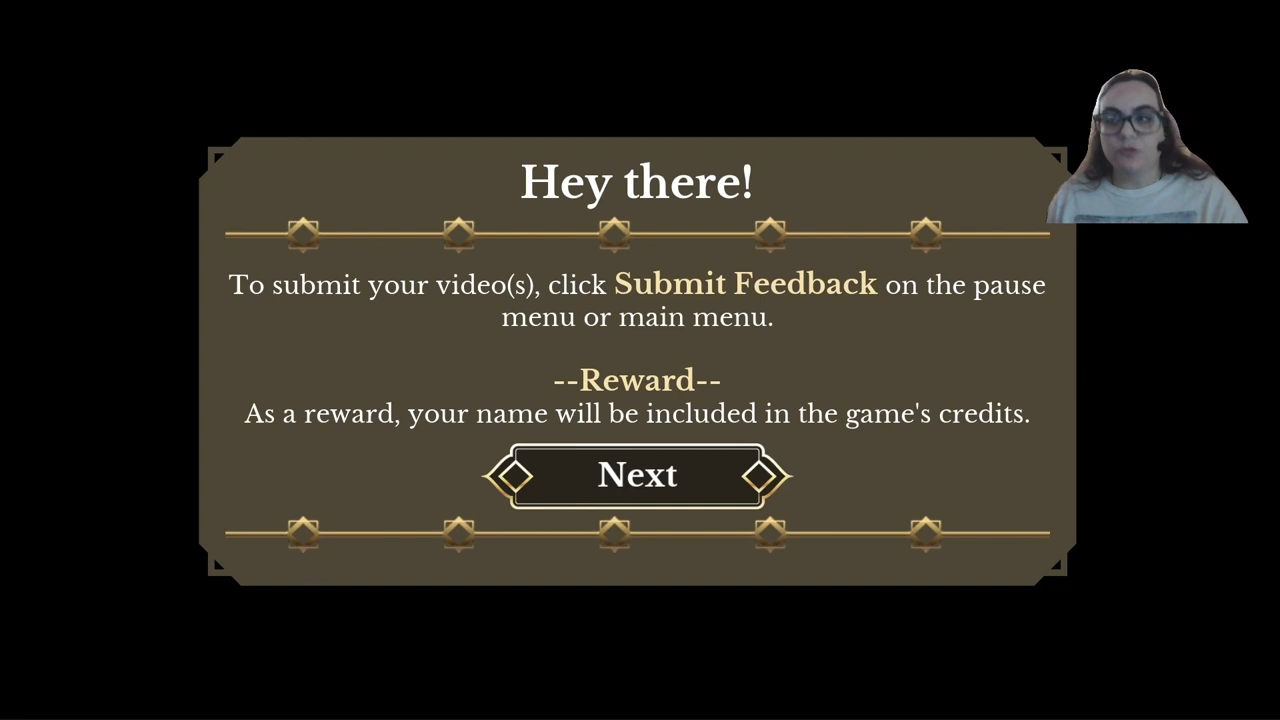 Hey there!
To submit your video(s), click Submit Feedback on the pause
menu or main menu.
--Reward--
As a reward, your name will be included in the game's credits.
Next